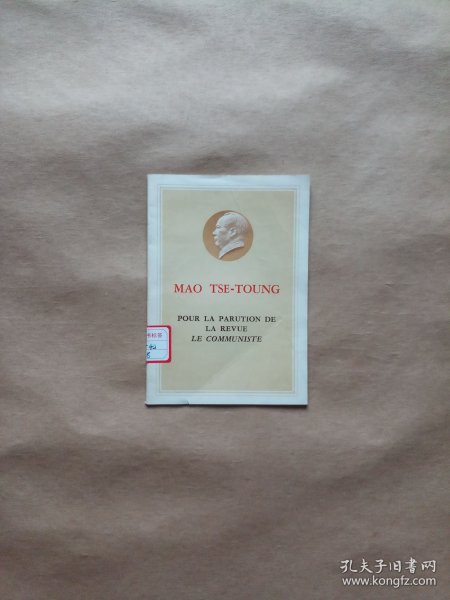 MAO TSE-TOUNG
POUR LA PARUTION DE
LA REVUE
LE COMMUNISTE
孔夫子旧书网
www.kongfz.com